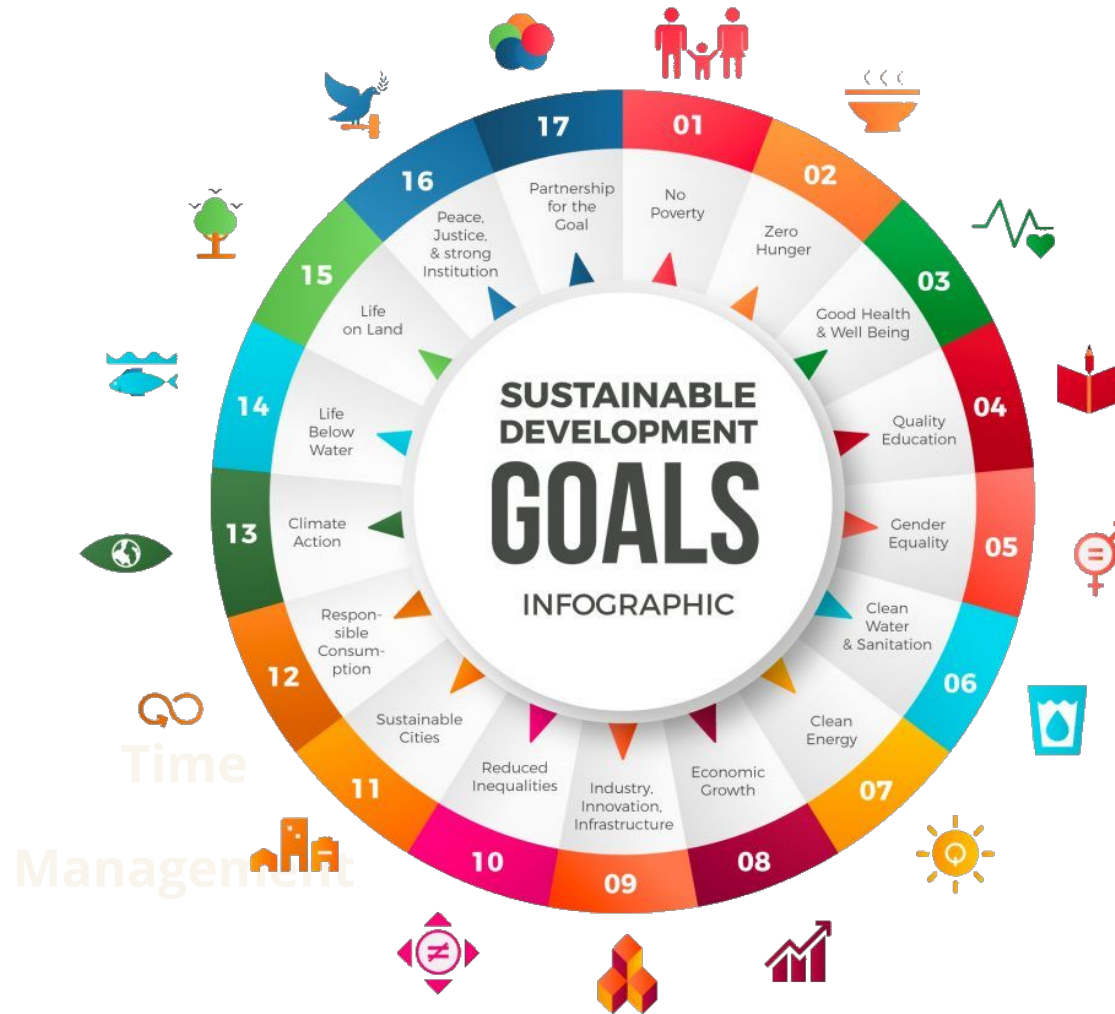 SUSTAINABLE
DEVELOPMENT
GOALS
INFOGRAPHIC
01
No
Poverty
02
Zero
Hunger
03
Good Health
& Well Being
04
Quality
Education
05
Gender
Equality
06
Clean
Water
& Sanitation
07
Clean
Energy
08
Economic
Growth
09
Industry,
Innovation,
Infrastructure
10
Reduced
Inequalities
11
Sustainable
Cities
12
Respon-
sible
Consum-
ption
13
Climate
Action
14
Life
Below
Water
15
Life
on Land
16
Peace,
Justice,
& strong
Institution
17
Partnership
for the
Goal
Time
Management